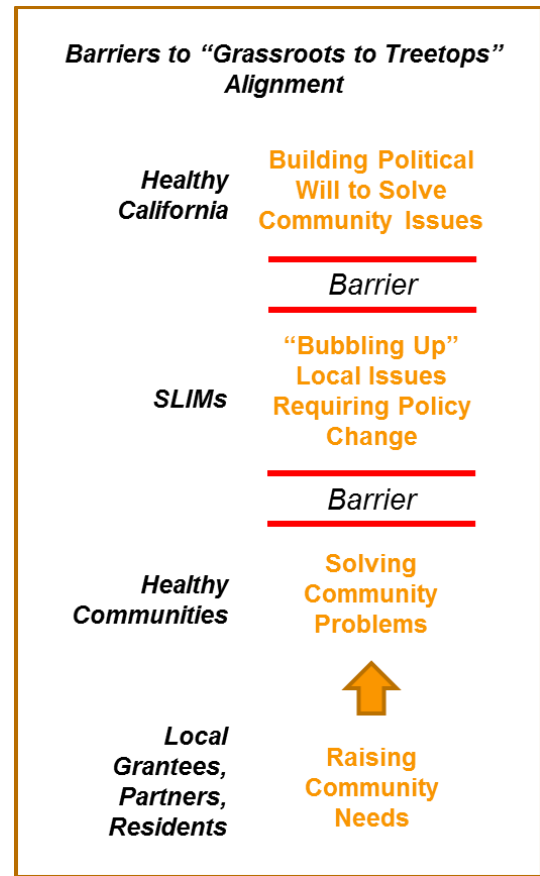 Barriers to “Grassroots to Treetops”
Alignment
Healthy
California
Building Political
Will to Solve
Community Issues
Barrier
SLIMs
“Bubbling Up”
Local Issues
Requiring Policy
Change
Barrier
Healthy
Communities
Solving
Community
Problems
Local
Grantees,
Partners,
Residents
Raising
Community
Needs